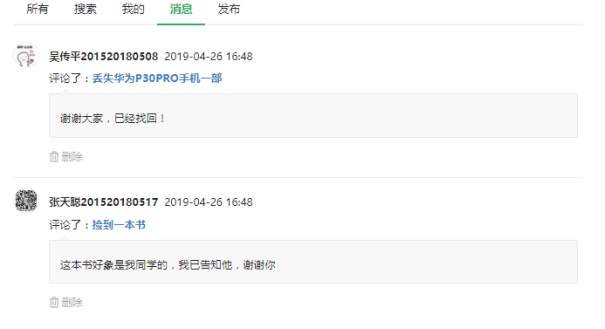 所有 搜索 我的 消息 发布
吴传平201520180508 2019-04-26 16:48
评论了：丢失华为P30PRO手机一部
谢谢大家，已经找回！
删除
张天聪201520180517 2019-04-26 16:48
评论了：捡到一本书
这本书好象是我同学的，我已告知他，谢谢你
删除